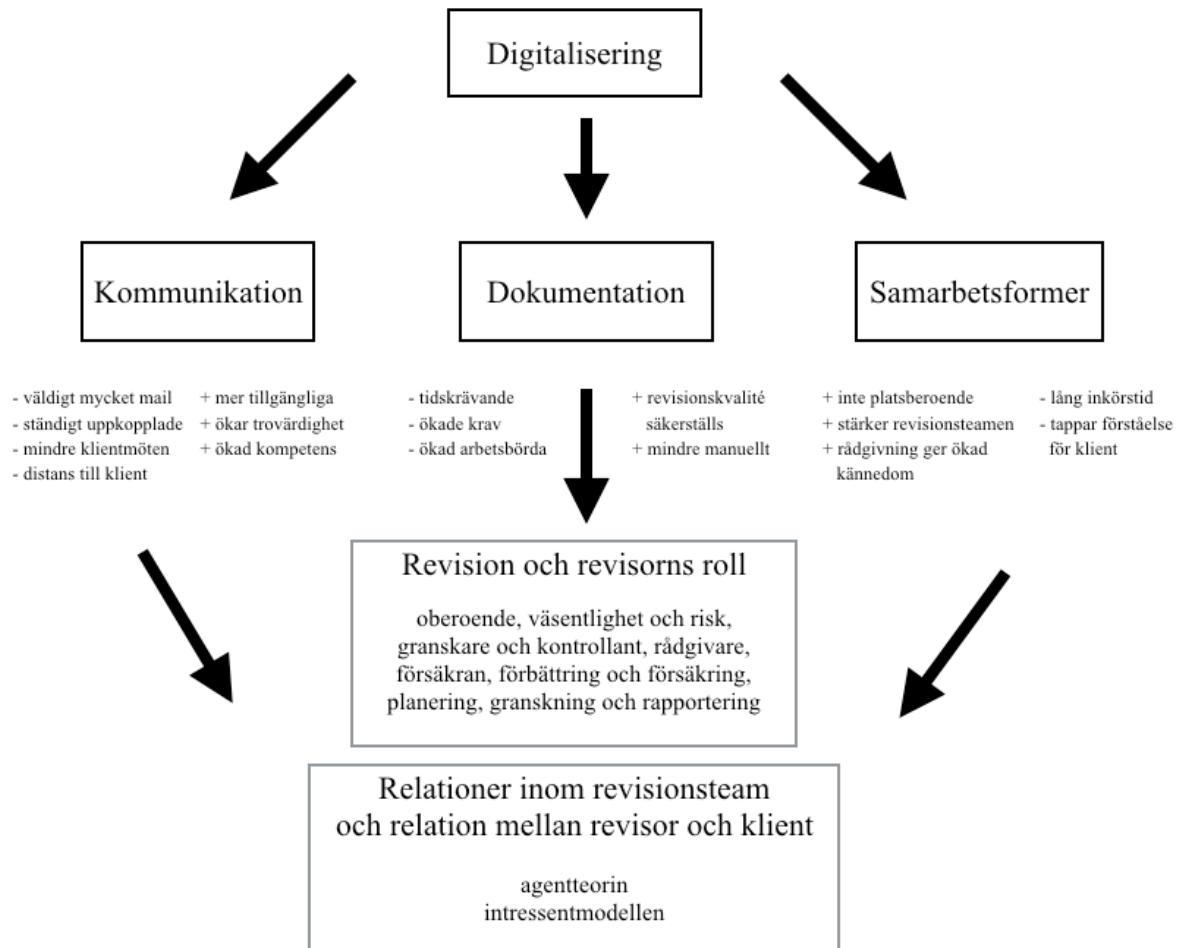 Digitalisering
Kommunikation
Dokumentation
Samarbetsformer
- väldigt mycket mail
- ständigt uppkopplade
- mindre klientmöten
- distans till klient
+ mer tillgängliga
+ ökar trovärdighet
+ ökad kompetens
- tidskrävande
- ökade krav
- ökad arbetsbörda
+ revisionskvalité
säkerställs
+ mindre manuellt
+ inte platsberoende
+ stärker revisionsteamen
+ rådgivning ger ökad
kännedom
- lång inkörstid
- tappar förståelse
för klient
Revision och revisorns roll
oberoende, väsentlighet och risk,
granskare och kontrollant, rådgivare,
försäkran, förbättring och försäkring,
planering, granskning och rapportering
Relationer inom revisionsteam
och relation mellan revisor och klient
agentteorin
intressentmodellen